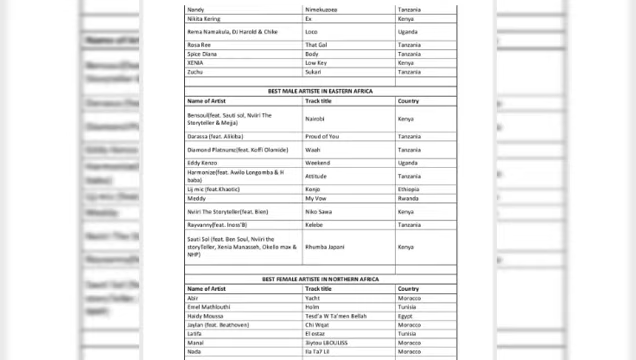 Nandy Nimekuzoea Tanzania
Nikita Kering Ex Kenya
Rema Namakula, DJ Harold & Chike Loco Uganda
Rosa Ree That Gal Tanzania
Spice Diana Body Tanzania
XENIA Low Key Kenya
Zuchu Sukari Tanzania
BEST MALE ARTISTE IN EASTERN AFRICA
Name of Artist Track title Country
Bensoul(feat. Sauti sol, Nviiri The
Storyteller & Mejja) Nairobi Kenya
Darassa (feat. Alikiba) Proud of You Tanzania
Diamond Platnumz(feat. Koffi Olamide) Waah Tanzania
Eddy Kenzo Weekend Uganda
Harmonize(feat. Awilo Longomba & H
baba) Attitude Tanzania
Lij mic (feat.Khaotic) Konjo Ethiopia
Meddy My Vow Rwanda
Nviiri The Storyteller(feat. Bien) Niko Sawa Kenya
Rayvanny(feat. Innoss'B) Kelebe Tanzania
Sauti Sol (feat. Ben Soul, Nviiri the
storyTeller, Xenia Manasseh, Okello max &
NHP) Rhumba Japani Kenya
BEST FEMALE ARTISTE IN NORTHERN AFRICA
Name of Artist Track title Country
Abir Yacht Morocco
Emel Mathlouthi Holm Tunisia
Haidy Moussa Tesd'a W Ta'men Bellah Egypt
Jaylan (feat. Beathoven) Chi Wqat Morocco
Latifa El ostaz Tunisia
Manal 3iytou LBOULISS Morocco
Nada Ila Ta7 Lil Morocco